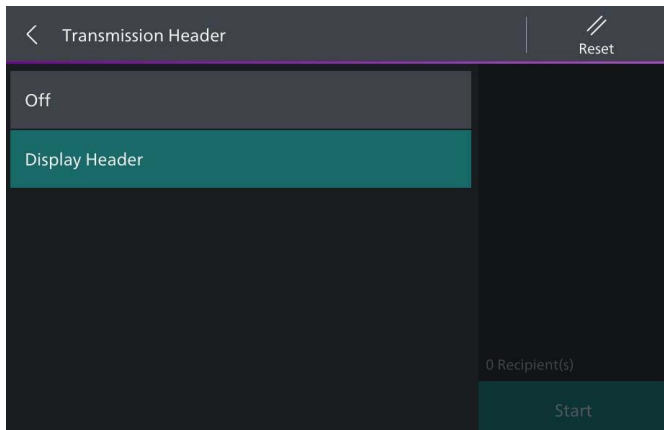 Transmission Header
Reset
Off
Display Header
0 Recipient(s)
Start